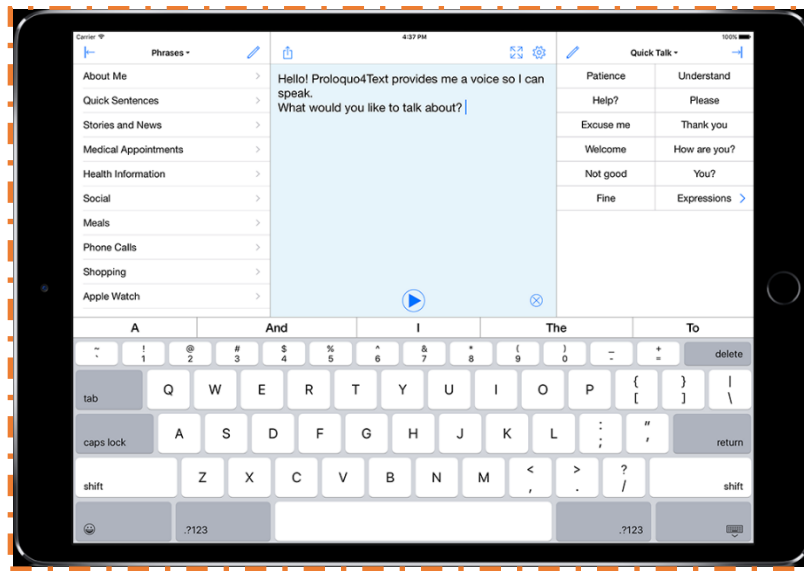 Carrier 4:37 PM 100%
Phrases
Quick Talk
About Me
Quick Sentences
Stories and News
Medical Appointments
Health Information
Social
Meals
Phone Calls
Shopping
Apple Watch
Hello! Proloquo4Text provides me a voice so I can
speak.
What would you like to talk about?
Patience Understand
Help? Please
Excuse me Thank you
Welcome How are you?
Not good You?
Fine Expressions
A And I The To
~ ! @ # $ % ^ & * ( ) _ +
` 1 2 3 4 5 6 7 8 9 0 - = delete
tab Q W E R T Y U I O P { [ } ] | \
caps lock A S D F G H J K L : ; " ' return
shift Z X C V B N M < , > . ? / shift
.?123 .?123